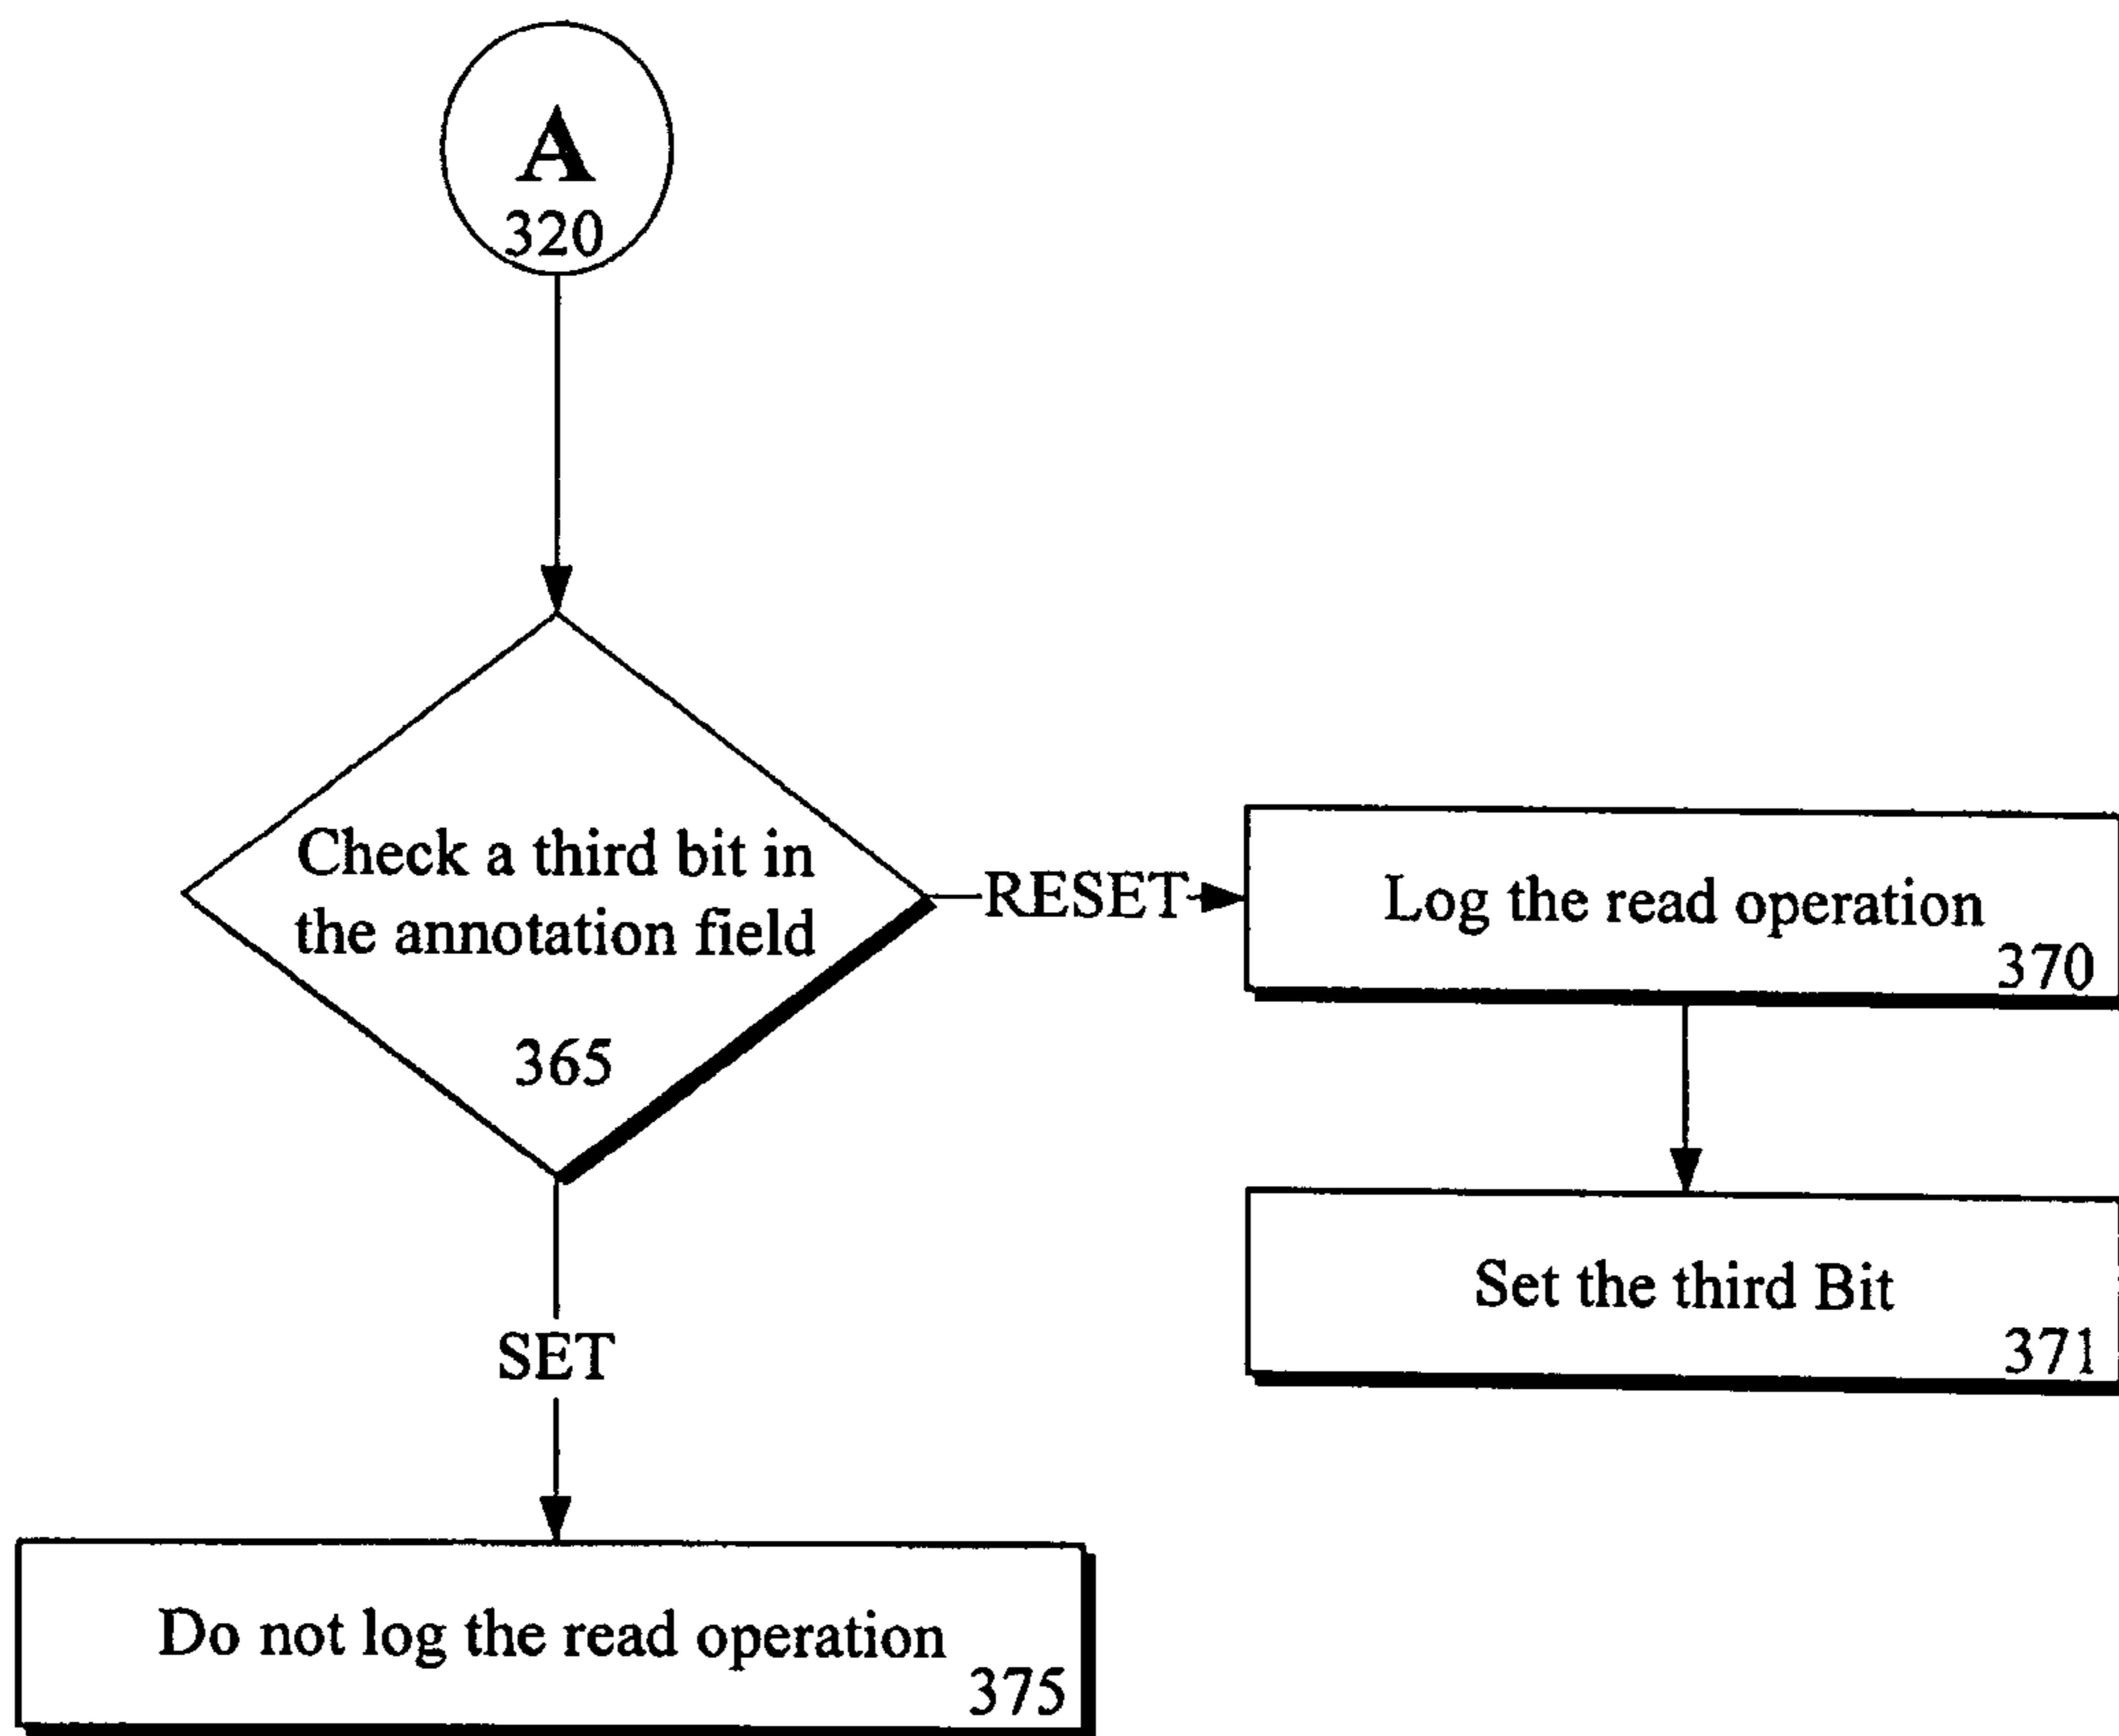 A
320
Check a third bit in
the annotation field
365
RESET
Log the read operation
370
Set the third Bit
371
SET
Do not log the read operation
375